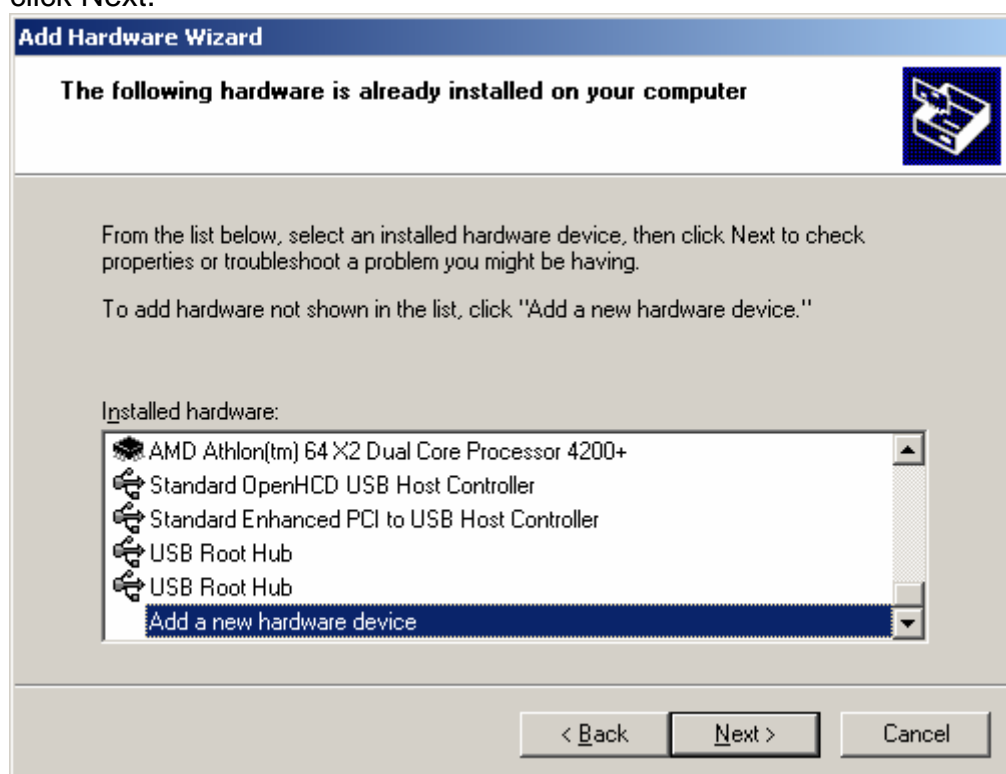 click Next.
Add Hardware Wizard
The following hardware is already installed on your computer
From the list below, select an installed hardware device, then click Next to check
properties or troubleshoot a problem you might be having.
To add hardware not shown in the list, click "Add a new hardware device."
Installed hardware:
AMD Athlon(tm) 64 X2 Dual Core Processor 4200+
Standard OpenHCD USB Host Controller
Standard Enhanced PCI to USB Host Controller
USB Root Hub
USB Root Hub
Add a new hardware device
< Back Next > Cancel